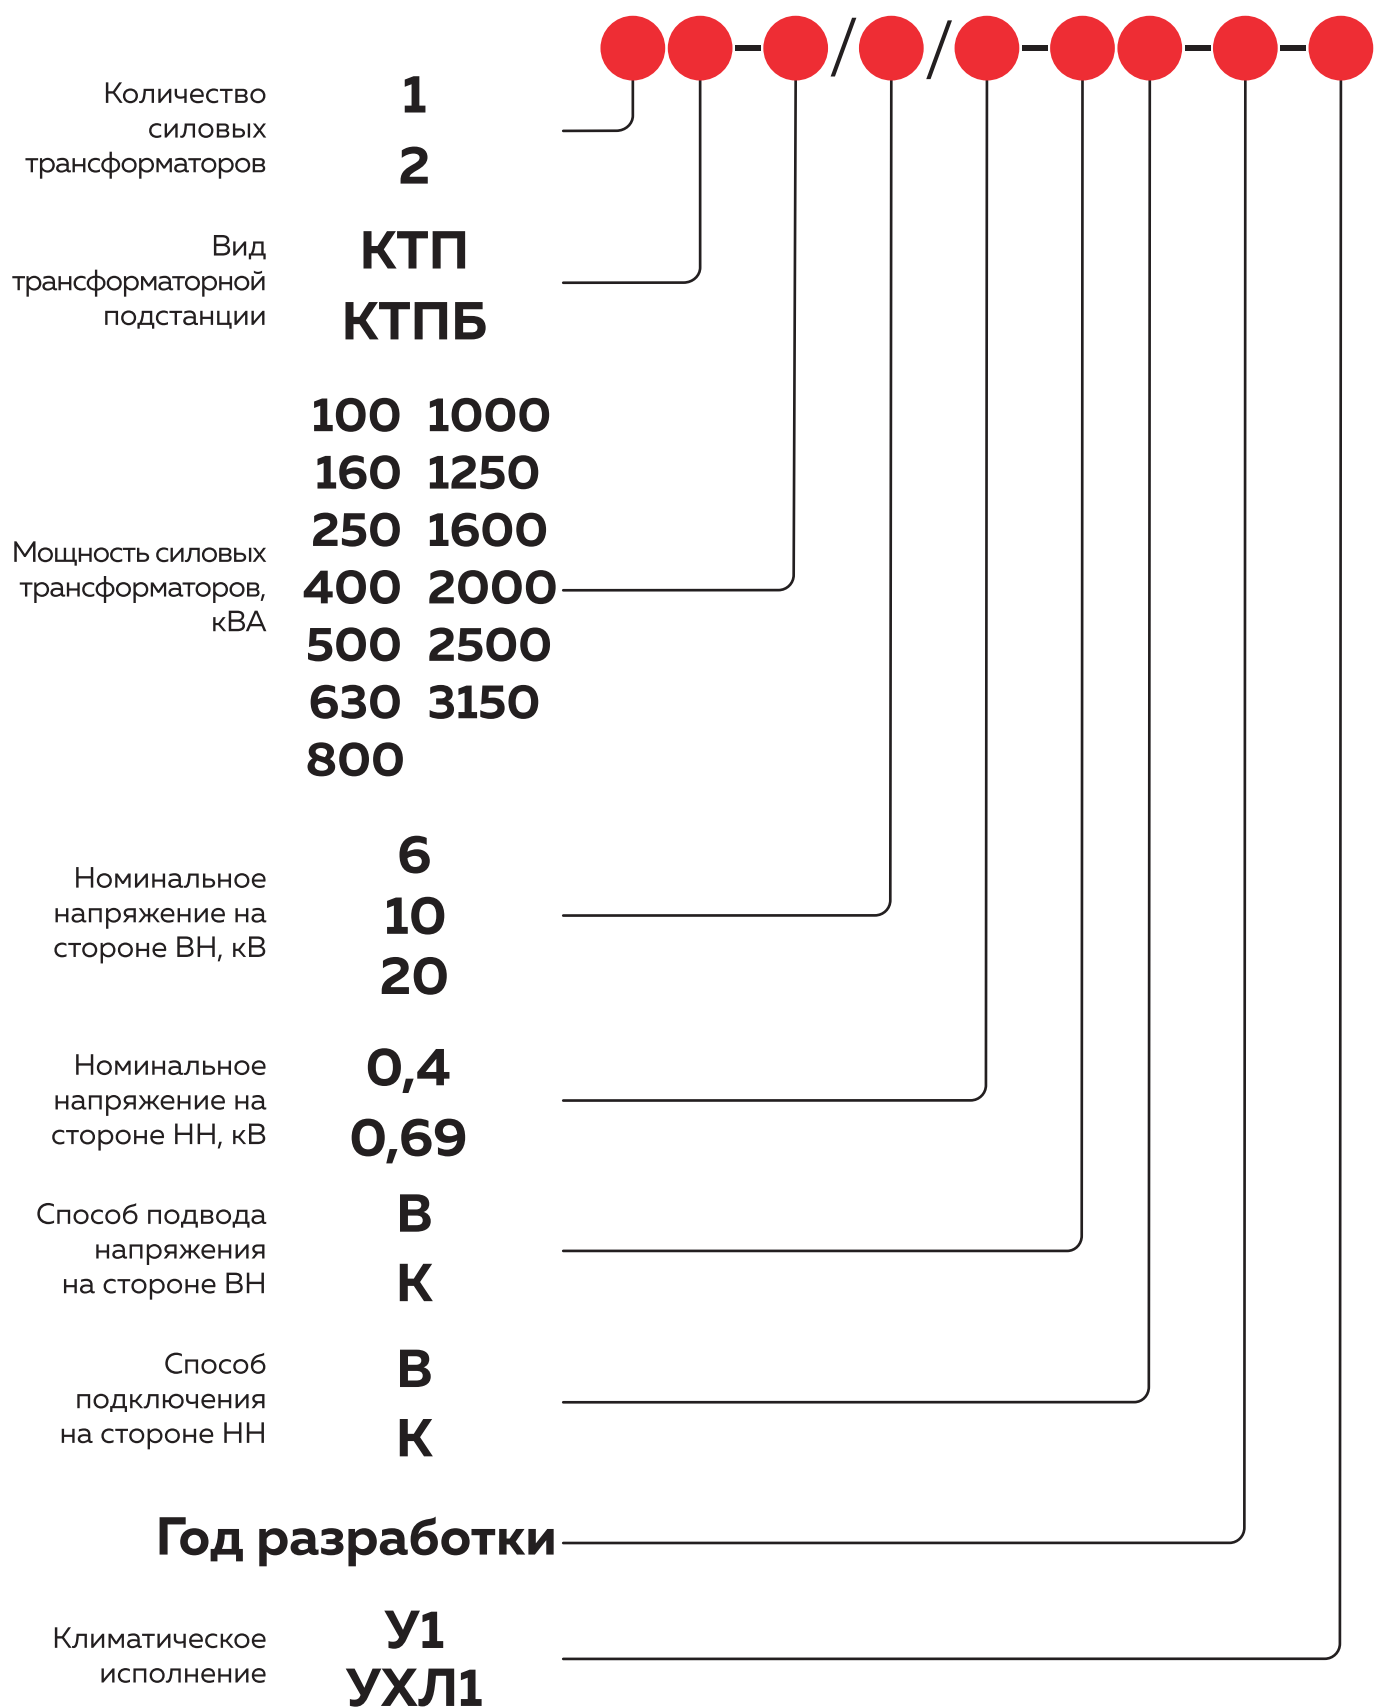 Количество
силовых
трансформаторов
1
2
Вид
трансформаторной
подстанции
КТП
КТПБ
Мощность силовых
трансформаторов,
кВА
100 1000
160 1250
250 1600
400 2000
500 2500
630 3150
800
Номинальное
напряжение на
стороне ВН, кВ
6
10
20
Номинальное
напряжение на
стороне НН, кВ
0,4
0,69
Способ подвода
напряжения
на стороне ВН
В
К
Способ
подключения
на стороне НН
В
К
Год разработки
Климатическое
исполнение
У1
УХЛ1